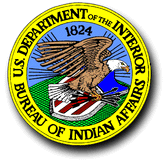 U.S. DEPARTMENT OF THE INTERIOR
1824
BUREAU OF INDIAN AFFAIRS